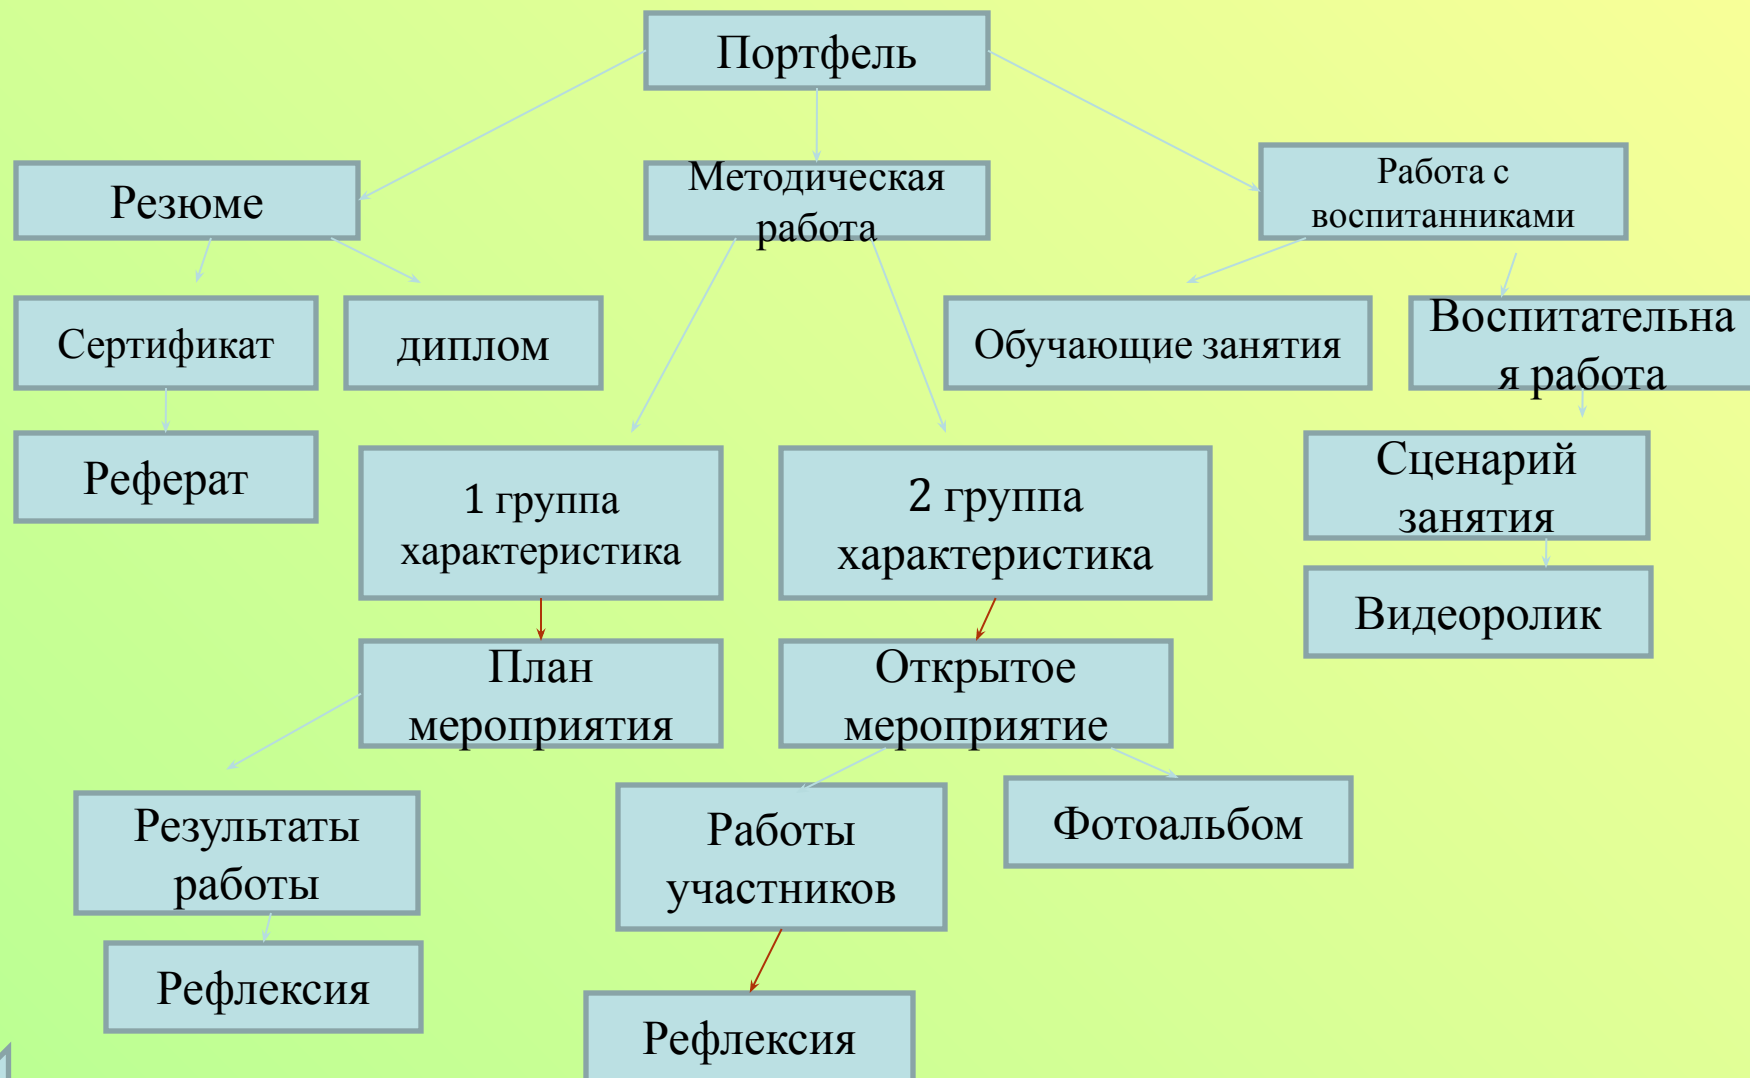 Портфель
Резюме
Методическая
работа
Работа с
воспитанниками
Сертификат
диплом
Обучающие занятия
Воспитательна
я работа
Реферат
1 группа
характеристика
2 группа
характеристика
Сценарий
занятия
Видеоролик
План
мероприятия
Открытое
мероприятие
Результаты
работы
Работы
участников
Фотоальбом
Рефлексия
Рефлексия